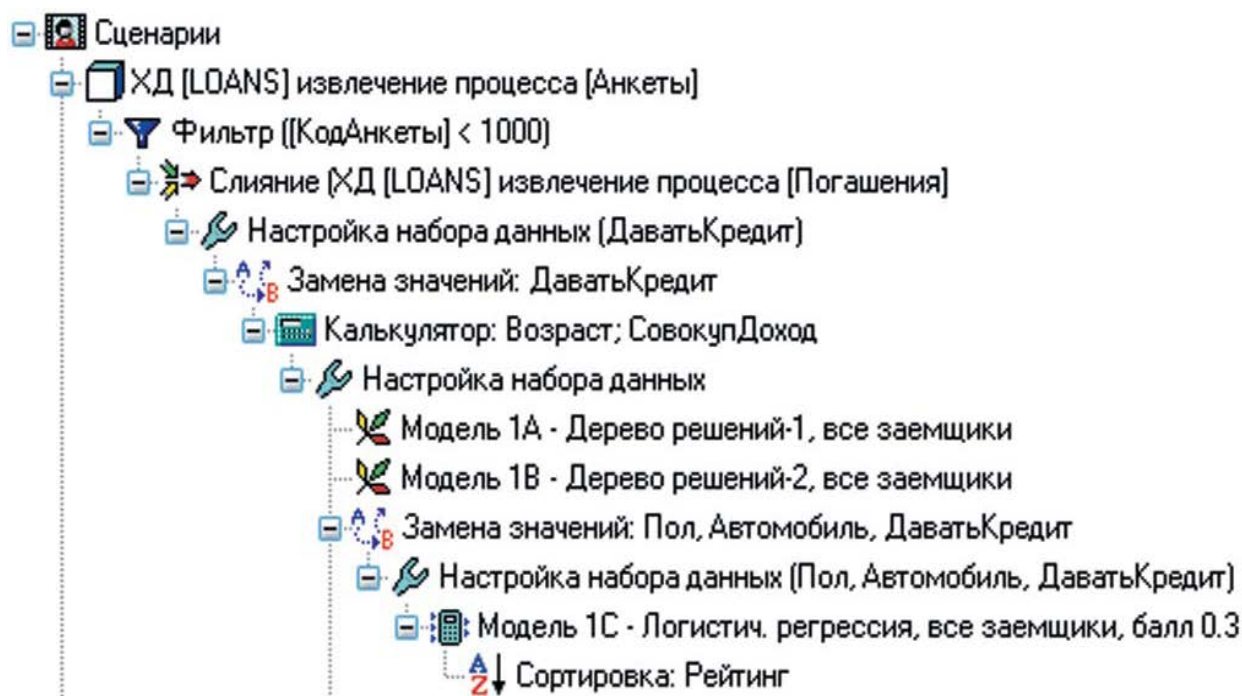 Сценарии
ХД [LOANS] извлечение процесса [Анкеты]
Фильтр ([КодАнкеты] < 1000)
Слияние (ХД [LOANS] извлечение процесса [Погашения]
Настройка набора данных (ДаватьКредит)
Замена значений: ДаватьКредит
Калькулятор: Возраст; СовокупДоход
Настройка набора данных
Модель 1А - Дерево решений-1, все заемщики
Модель 1В - Дерево решений-2, все заемщики
Замена значений: Пол, Автомобиль, ДаватьКредит
Настройка набора данных (Пол, Автомобиль, ДаватьКредит)
Модель 1С - Логистич. регрессия, все заемщики, балл 0.3
Сортировка: Рейтинг